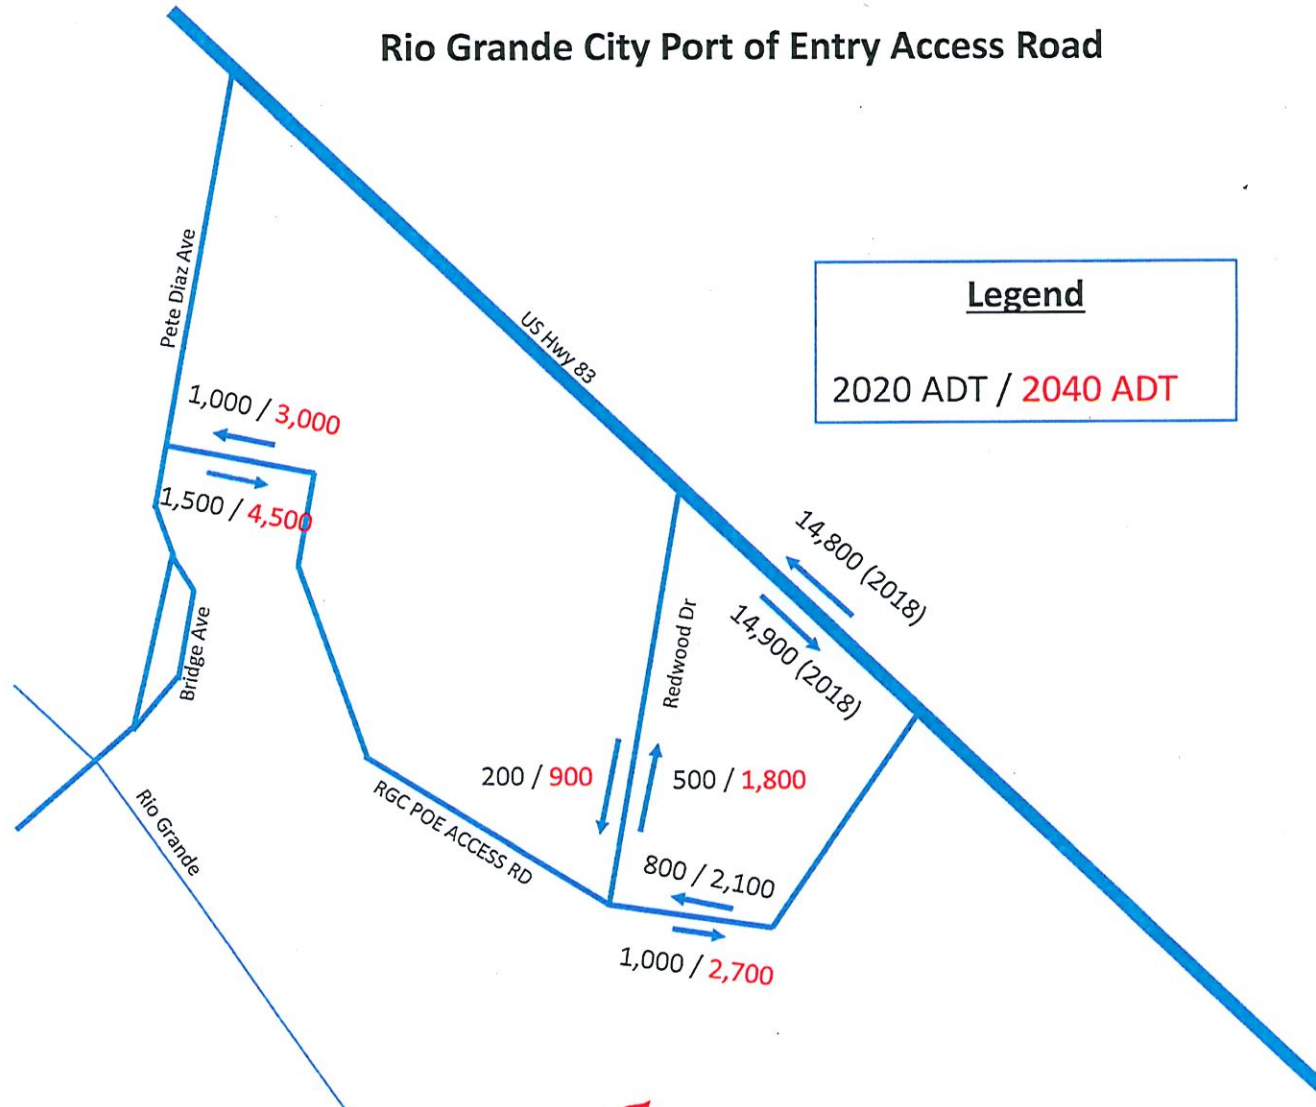 Rio Grande City Port of Entry Access Road
Legend
2020 ADT / 2040 ADT
Pete Diaz Ave
US Hwy 83
1,000 / 3,000
1,500 / 4,500
14,800 (2018)
14,900 (2018)
Bridge Ave
Redwood Dr
200 / 900
500 / 1,800
RGC POE ACCESS RD
Rio Grande
800 / 2,100
1,000 / 2,700